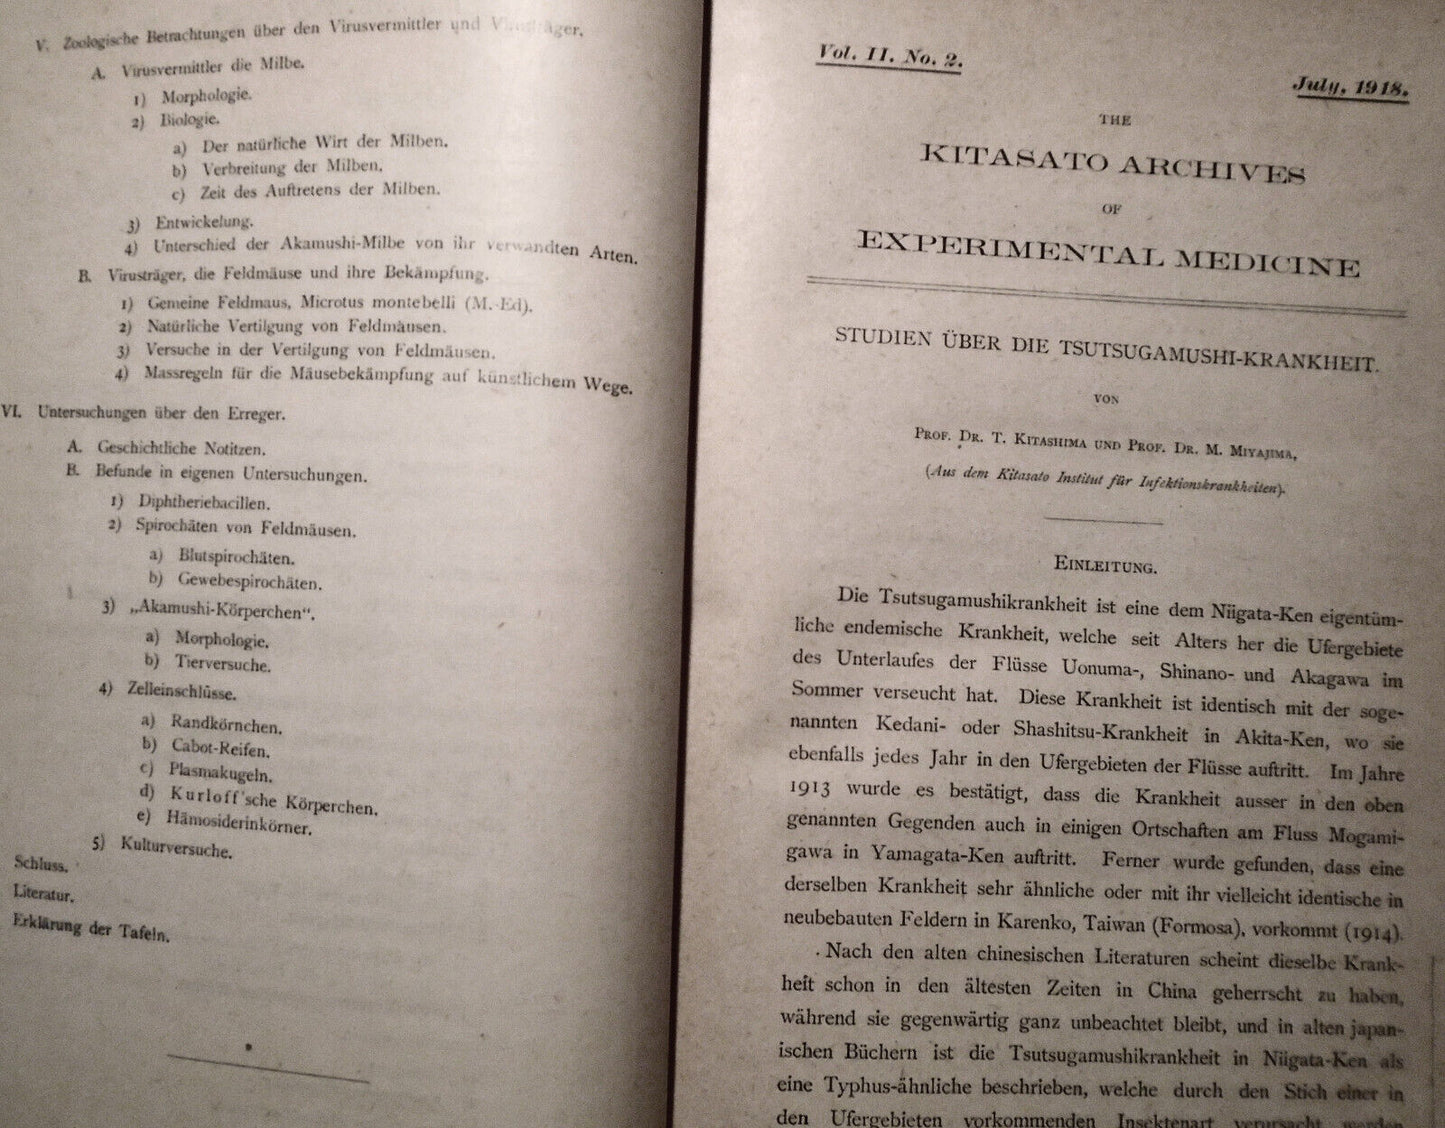 V. Zoologische Betrachtungen über den Virusvermittler und Virusträger.
A. Virusvermittler die Milbe.
1) Morphologie.
2) Biologie.
a) Der natürliche Wirt der Milben.
b) Verbreitung der Milben.
c) Zeit des Auftretens der Milben.
3) Entwickelung.
4) Unterschied der Akamushi-Milbe von ihr verwandten Arten.
B. Virusträger, die Feldmäuse und ihre Bekämpfung.
1) Gemeine Feldmaus, Microtus montebelli (M.-Ed).
2) Natürliche Vertilgung von Feldmäusen.
3) Versuche in der Vertilgung von Feldmäusen.
4) Massregeln für die Mäusebekämpfung auf künstlichem Wege.
VI. Untersuchungen über den Erreger.
A. Geschichtliche Notitzen.
B. Befunde in eigenen Untersuchungen.
1) Diphtheriebacillen.
2) Spirochäten von Feldmäusen.
a) Blutspirochäten.
b) Gewebespirochäten.
3) „Akamushi-Körperchen“.
a) Morphologie.
b) Tierversuche.
4) Zelleinschlüsse.
a) Randkörnchen.
b) Cabot-Reifen.
c) Plasmakugeln.
d) Kurloff'sche Körperchen.
e) Hämosiderinkörner.
5) Kulturversuche.
Schluss.
Literatur.
Erklärung der Tafeln.
Vol. II. No. 2.
July, 1918.
THE
KITASATO ARCHIVES
OF
EXPERIMENTAL MEDICINE
STUDIEN ÜBER DIE TSUTSUGAMUSHI-KRANKHEIT.
VON
PROF. DR. T. KITASHIMA UND PROF. DR. M. MIYAJIMA,
(Aus dem Kitasato Institut für Infektionskrankheiten).
EINLEITUNG.
Die Tsutsugamushikrankheit ist eine dem Niigata-Ken eigentüm-
liche endemische Krankheit, welche seit Alters her die Ufergebiete
des Unterlaufes der Flüsse Uonuma-, Shinano- und Akagawa im
Sommer verseucht hat. Diese Krankheit ist identisch mit der soge-
nannten Kedani- oder Shashitsu-Krankheit in Akita-Ken, wo sie
ebenfalls jedes Jahr in den Ufergebieten der Flüsse auftritt. Im Jahre
1913 wurde es bestätigt, dass die Krankheit ausser in den oben
genannten Gegenden auch in einigen Ortschaften am Fluss Mogami-
gawa in Yamagata-Ken auftritt. Ferner wurde gefunden, dass eine
derselben Krankheit sehr ähnliche oder mit ihr vielleicht identische in
neubebauten Feldern in Karenko, Taiwan (Formosa), vorkommt (1914).
Nach den alten chinesischen Literaturen scheint dieselbe Krank-
heit schon in den ältesten Zeiten in China geherrscht zu haben,
während sie gegenwärtig ganz unbeachtet bleibt, und in alten japan-
ischen Büchern ist die Tsutsugamushikrankheit in Niigata-Ken als
eine Typhus-ähnliche beschrieben, welche durch den Stich einer in
den Ufergebieten vorkommenden Insektenart verursacht werden